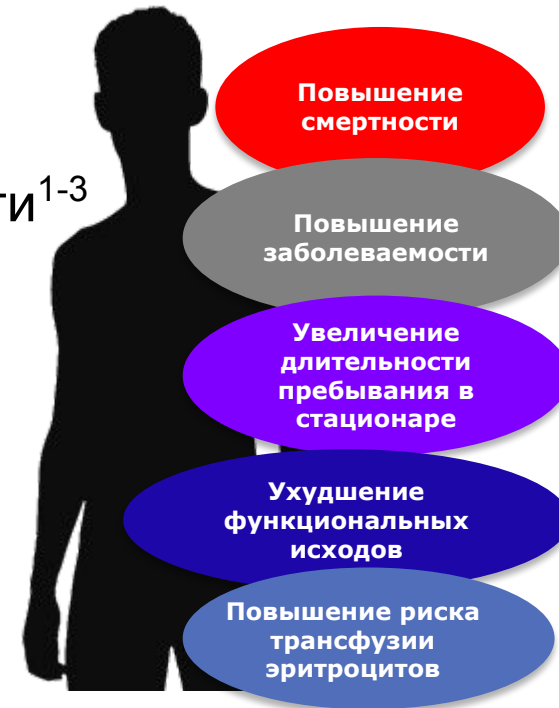 Повышение
смертности
ти1-3
Повышение
заболеваемости
Увеличение
длительности
пребывания в
стационаре
Ухудшение
функциональных
исходов
Повышение риска
трансфузии
эритроцитов